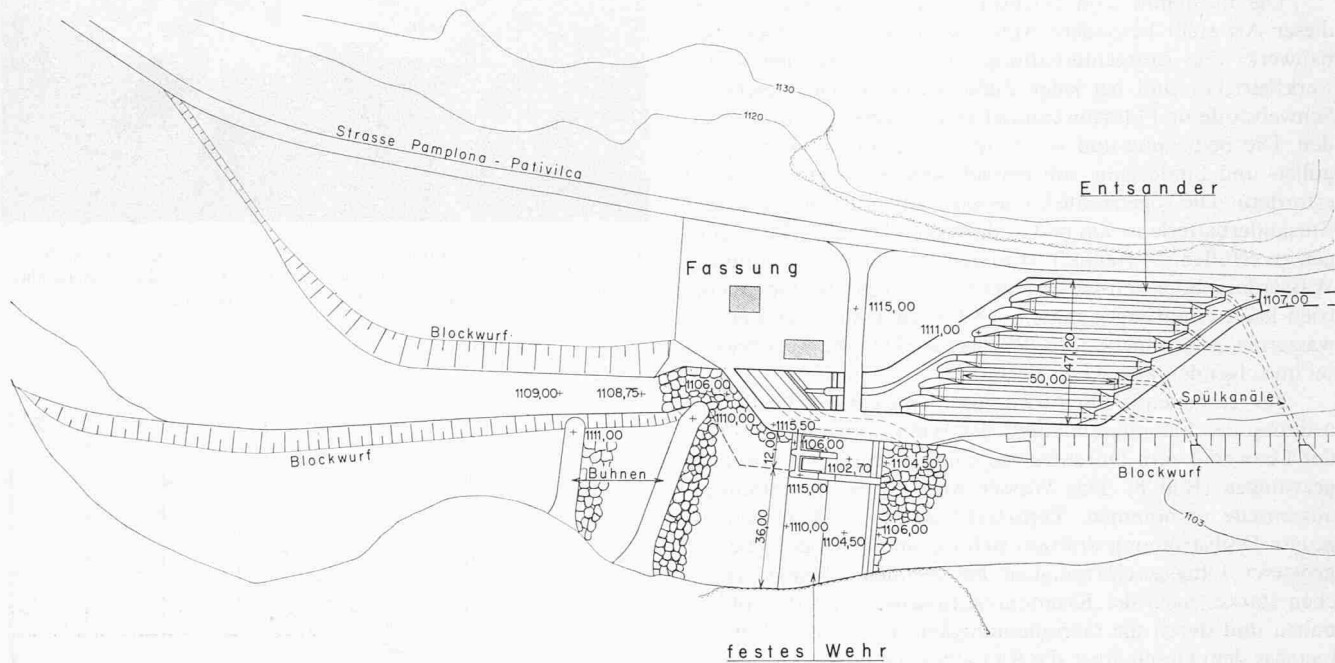 1130
1120
Strasse Pamplona - Pativilca
Entsander
Fassung
1115,00
1111,00
1107,00
47,20
50,00
Blockwurf
1109,00
1108,75
1106,00
1110,00
1115,50
Spülkanäle
1111,00
Blockwurf
Buhnen
12,00
1106,00
1102,70
1104,50
Blockwurf
1115,00
36,00
1110,00
1104,50
1106,00
1103
festes Wehr